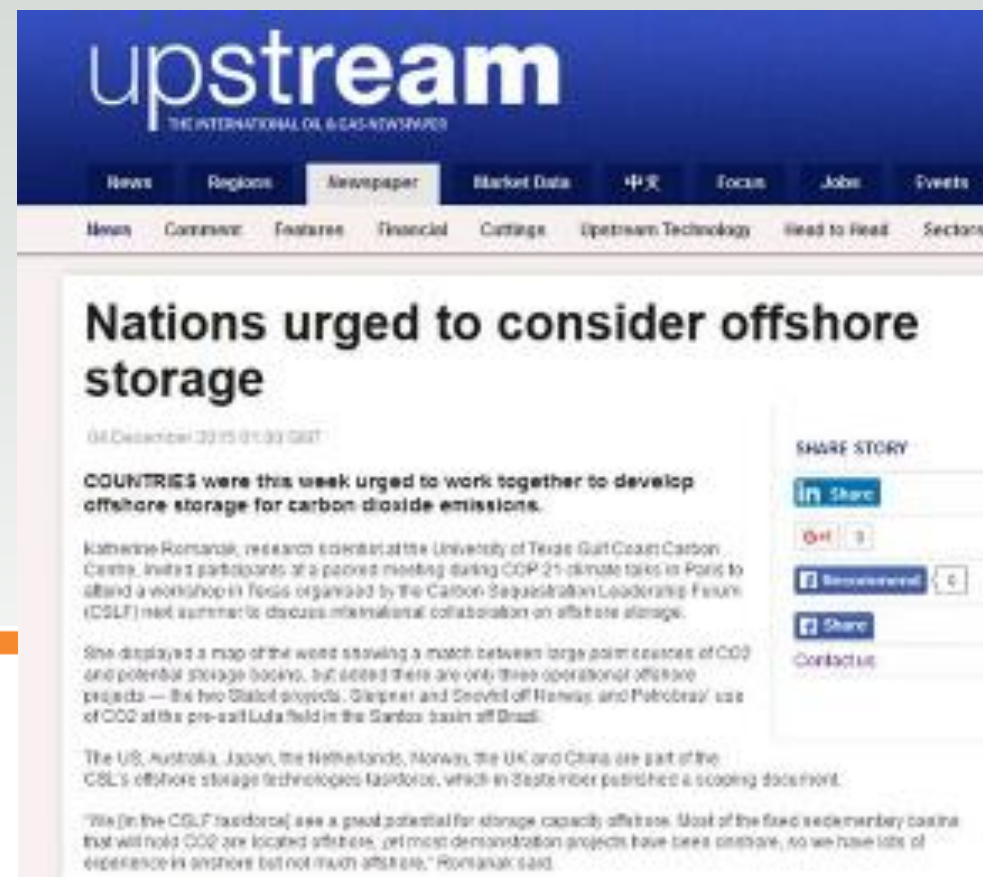 upstream
THE INTERNATIONAL OIL & GAS NEWSPAPER
News Regions Newspaper Market Data 中文 Focus Jobs Events
News Comment Features Financial Cuttings Upstream Technology Head to Head Sectors
Nations urged to consider offshore
storage
04 December 2015 01:00 GMT
SHARE STORY
COUNTRIES were this week urged to work together to develop
offshore storage for carbon dioxide emissions.
in Share
G+1 0
Katherine Romanak, research scientist at the University of Texas Gulf Coast Carbon
Centre, invited participants at a packed meeting during COP 21 climate talks in Paris to
attend a workshop in Texas organised by the Carbon Sequestration Leadership Forum
(CSLF) next summer to discuss international collaboration on offshore storage.
f Recommend 0
f Share
Contact us
She displayed a map of the world showing a match between large point sources of CO2
and potential storage basins, but added there are only three operational offshore
projects — the two Statoil projects, Sleipner and Snovhit off Norway, and Petrobras' use
of CO2 at the pre-salt Lula field in the Santos basin off Brazil.
The US, Australia, Japan, the Netherlands, Norway, the UK and China are part of the
CSL's offshore storage technologies taskforce, which in September published a scoping document.
"We [in the CSLF taskforce] see a great potential for storage capacity offshore. Most of the fixed sedementary basins
that will hold CO2 are located offshore, yet most demonstration projects have been onshore, so we have lots of
experience in onshore but not much offshore," Romanak said.